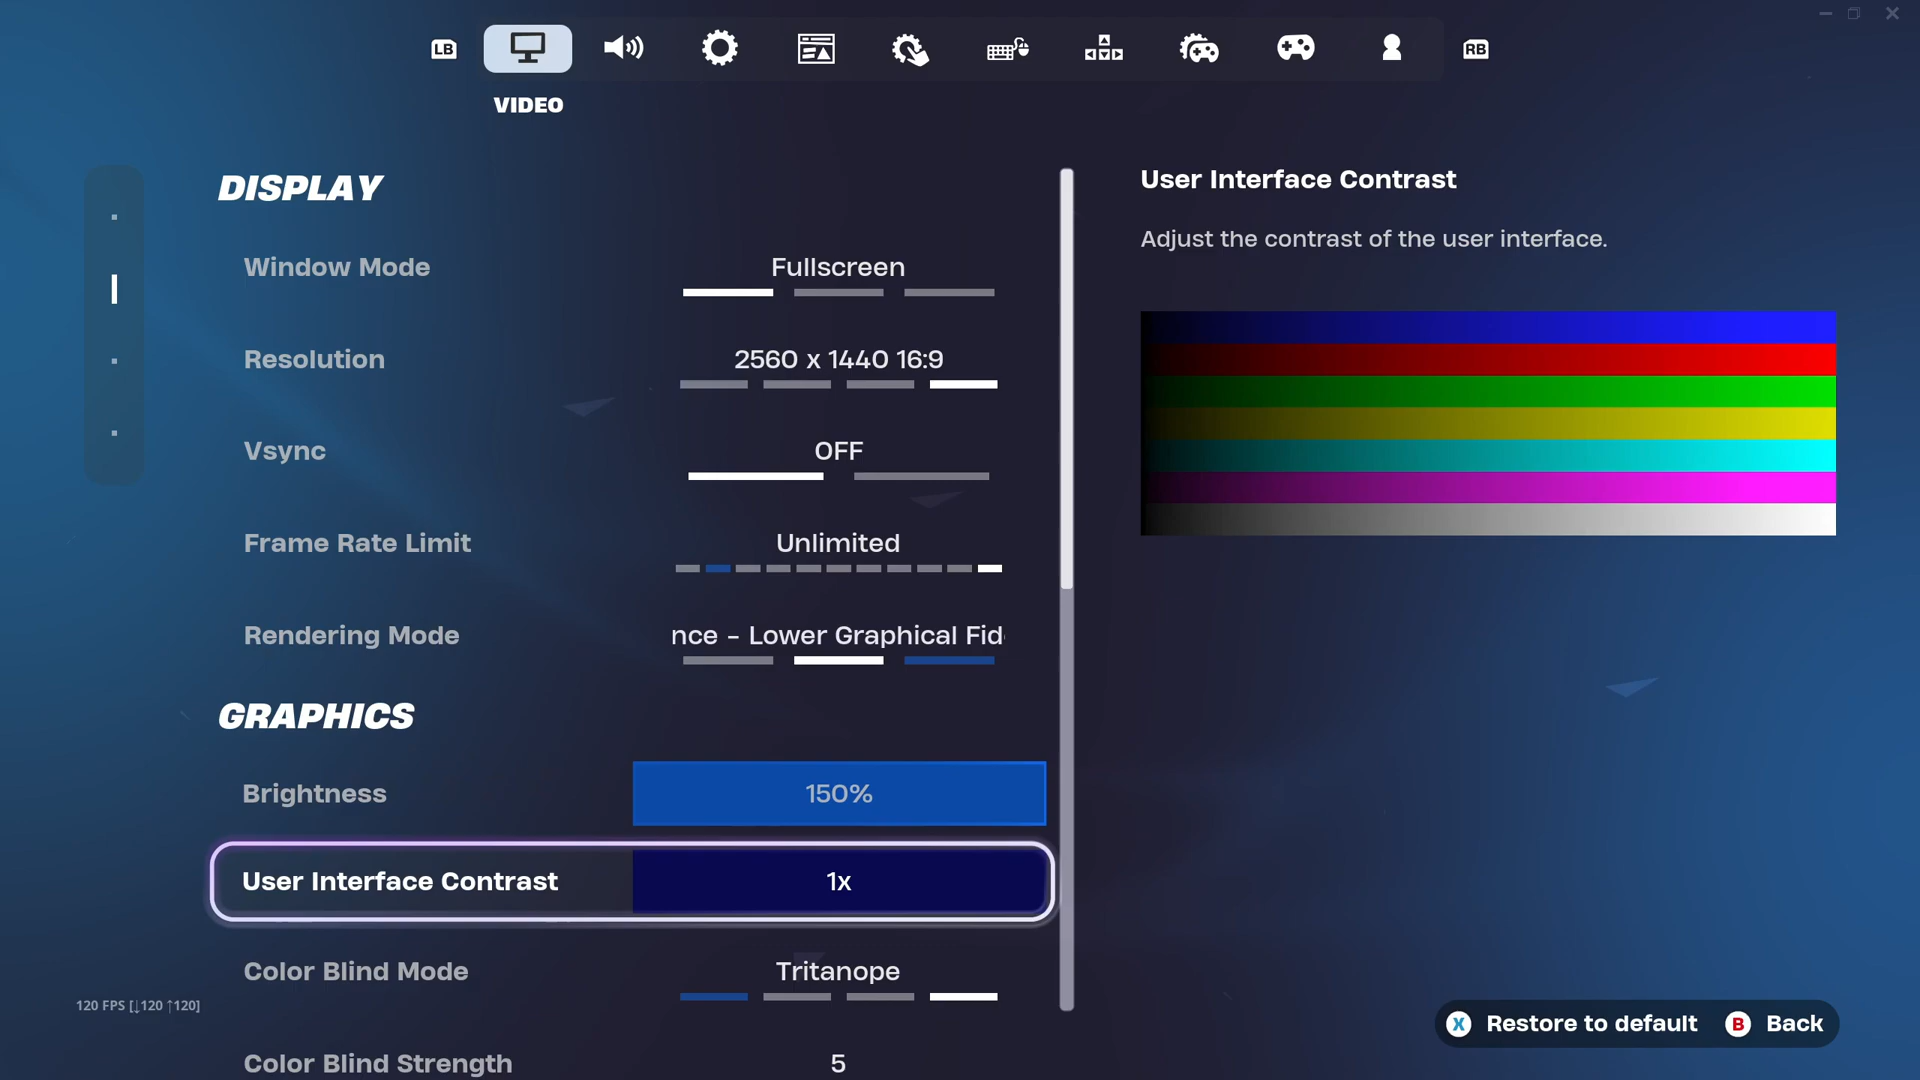 LB
RB
VIDEO
DISPLAY
Window Mode
Fullscreen
Resolution
2560 x 1440 16:9
Vsync
OFF
Frame Rate Limit
Unlimited
Rendering Mode
nce - Lower Graphical Fid
GRAPHICS
Brightness
150%
User Interface Contrast
1x
Color Blind Mode
Tritanope
Color Blind Strength
5
User Interface Contrast
Adjust the contrast of the user interface.
120 FPS [↓120 ↑120]
X Restore to default
B Back